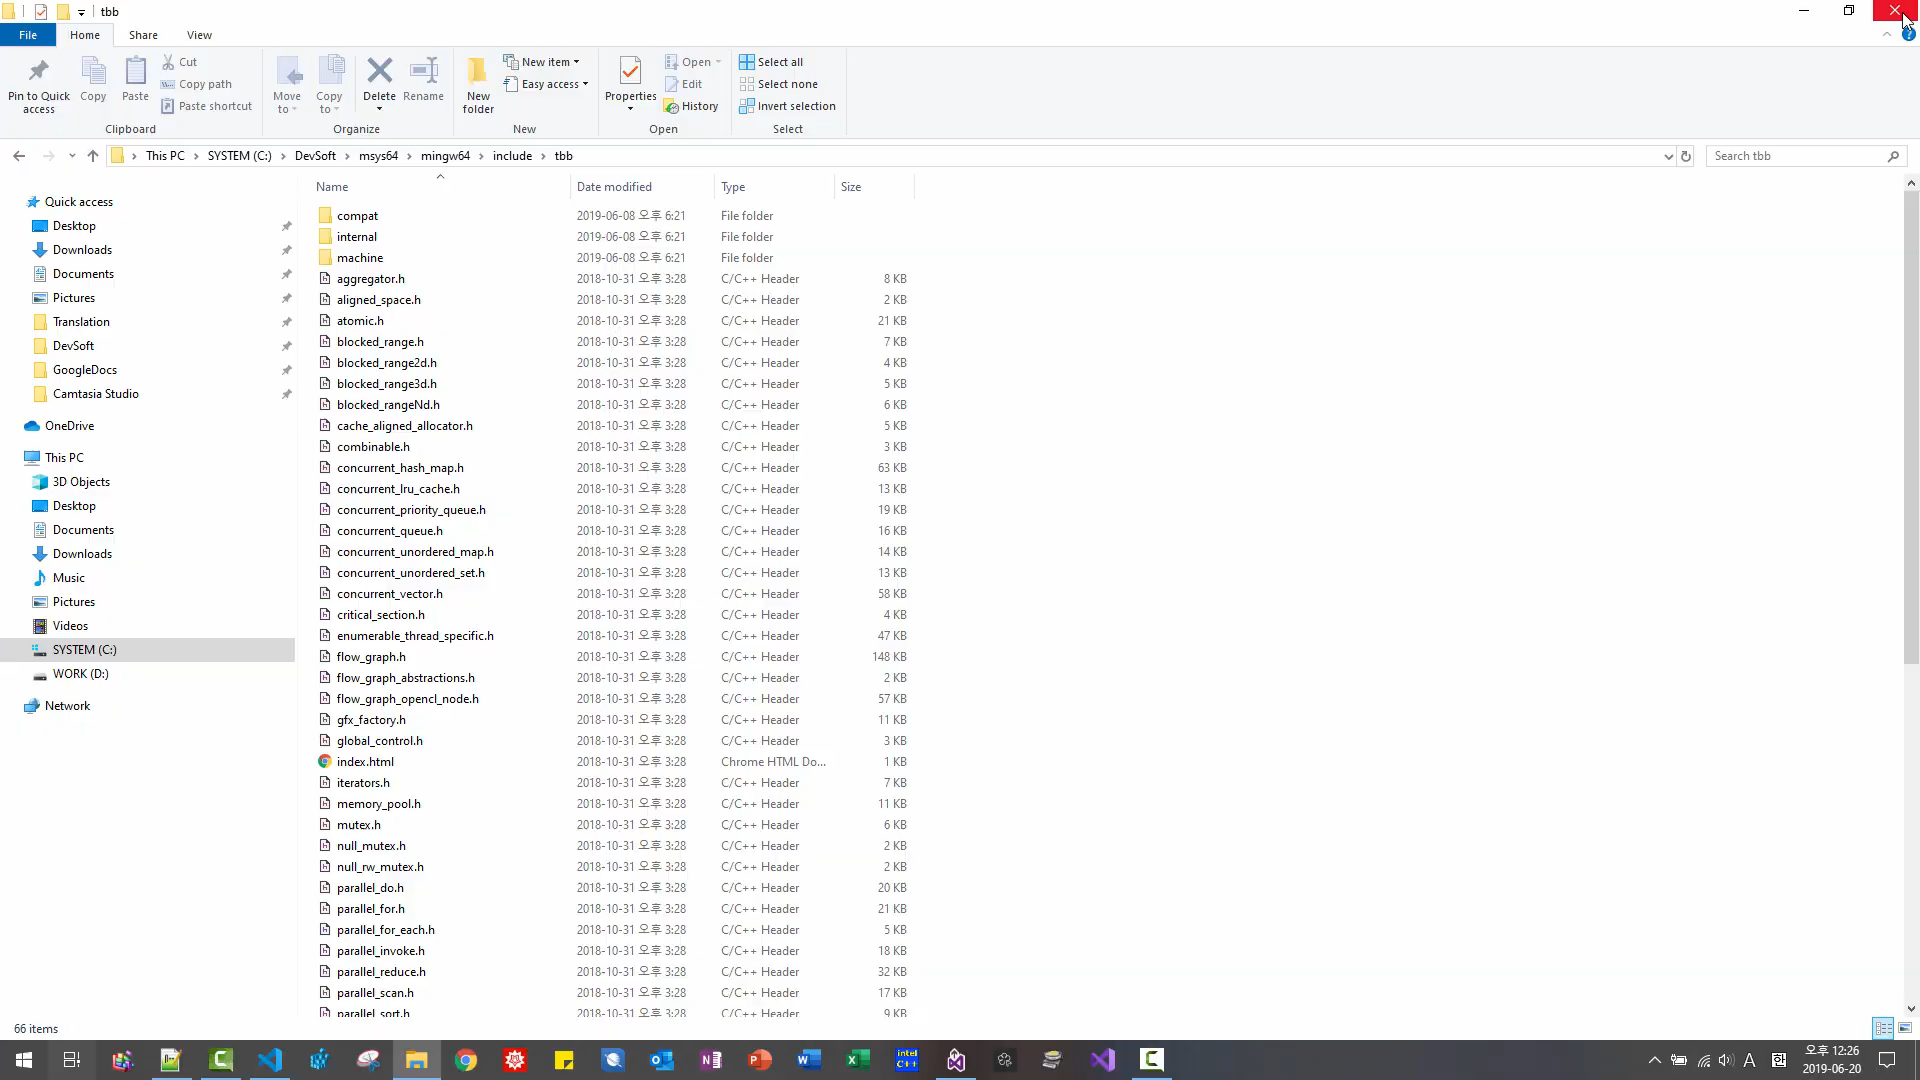 tbb
File Home Share View
Pin to Quick access
Copy
Paste
Cut
Copy path
Paste shortcut
Clipboard
Move to
Copy to
Delete
Rename
Organize
New folder
New item
Easy access
New
Properties
Open
Edit
History
Open
Select all
Select none
Invert selection
Select
This PC SYSTEM (C:) DevSoft msys64 mingw64 include tbb
Search tbb
Quick access
Desktop
Downloads
Documents
Pictures
Translation
DevSoft
GoogleDocs
Camtasia Studio
OneDrive
This PC
3D Objects
Desktop
Documents
Downloads
Music
Pictures
Videos
SYSTEM (C:)
WORK (D:)
Network
Name Date modified Type Size
compat 2019-06-08 오후 6:21 File folder
internal 2019-06-08 오후 6:21 File folder
machine 2019-06-08 오후 6:21 File folder
aggregator.h 2018-10-31 오후 3:28 C/C++ Header 8 KB
aligned_space.h 2018-10-31 오후 3:28 C/C++ Header 2 KB
atomic.h 2018-10-31 오후 3:28 C/C++ Header 21 KB
blocked_range.h 2018-10-31 오후 3:28 C/C++ Header 7 KB
blocked_range2d.h 2018-10-31 오후 3:28 C/C++ Header 4 KB
blocked_range3d.h 2018-10-31 오후 3:28 C/C++ Header 5 KB
blocked_rangeNd.h 2018-10-31 오후 3:28 C/C++ Header 6 KB
cache_aligned_allocator.h 2018-10-31 오후 3:28 C/C++ Header 5 KB
combinable.h 2018-10-31 오후 3:28 C/C++ Header 3 KB
concurrent_hash_map.h 2018-10-31 오후 3:28 C/C++ Header 63 KB
concurrent_lru_cache.h 2018-10-31 오후 3:28 C/C++ Header 13 KB
concurrent_priority_queue.h 2018-10-31 오후 3:28 C/C++ Header 19 KB
concurrent_queue.h 2018-10-31 오후 3:28 C/C++ Header 16 KB
concurrent_unordered_map.h 2018-10-31 오후 3:28 C/C++ Header 14 KB
concurrent_unordered_set.h 2018-10-31 오후 3:28 C/C++ Header 13 KB
concurrent_vector.h 2018-10-31 오후 3:28 C/C++ Header 58 KB
critical_section.h 2018-10-31 오후 3:28 C/C++ Header 4 KB
enumerable_thread_specific.h 2018-10-31 오후 3:28 C/C++ Header 47 KB
flow_graph.h 2018-10-31 오후 3:28 C/C++ Header 148 KB
flow_graph_abstractions.h 2018-10-31 오후 3:28 C/C++ Header 2 KB
flow_graph_opencl_node.h 2018-10-31 오후 3:28 C/C++ Header 57 KB
gfx_factory.h 2018-10-31 오후 3:28 C/C++ Header 11 KB
global_control.h 2018-10-31 오후 3:28 C/C++ Header 3 KB
index.html 2018-10-31 오후 3:28 Chrome HTML Do... 1 KB
iterators.h 2018-10-31 오후 3:28 C/C++ Header 7 KB
memory_pool.h 2018-10-31 오후 3:28 C/C++ Header 11 KB
mutex.h 2018-10-31 오후 3:28 C/C++ Header 6 KB
null_mutex.h 2018-10-31 오후 3:28 C/C++ Header 2 KB
null_rw_mutex.h 2018-10-31 오후 3:28 C/C++ Header 2 KB
parallel_do.h 2018-10-31 오후 3:28 C/C++ Header 20 KB
parallel_for.h 2018-10-31 오후 3:28 C/C++ Header 21 KB
parallel_for_each.h 2018-10-31 오후 3:28 C/C++ Header 5 KB
parallel_invoke.h 2018-10-31 오후 3:28 C/C++ Header 18 KB
parallel_reduce.h 2018-10-31 오후 3:28 C/C++ Header 32 KB
parallel_scan.h 2018-10-31 오후 3:28 C/C++ Header 17 KB
parallel_sort.h 2018-10-31 오후 3:28 C/C++ Header 9 KB
66 items
intel C++
A
오후 12:26
2019-06-20